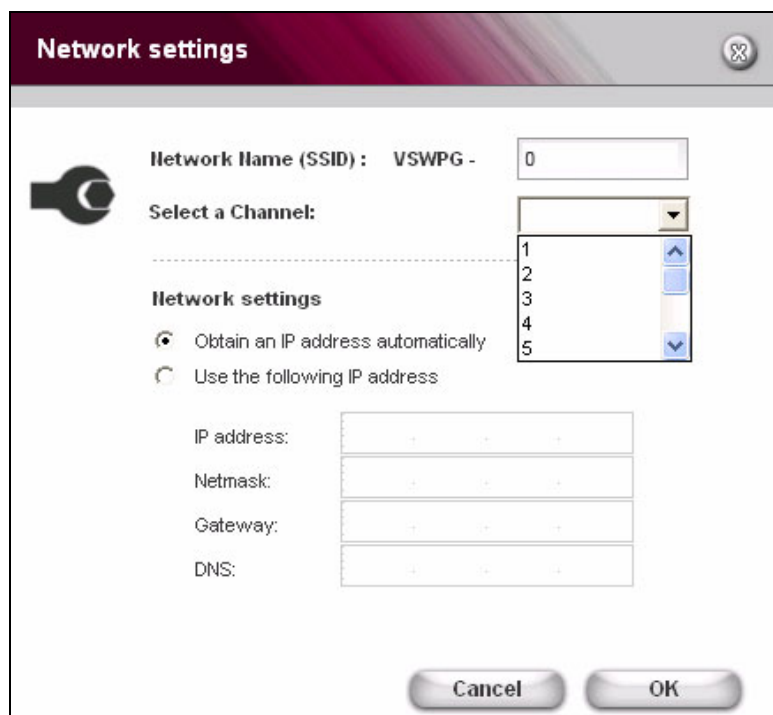 Network settings
Network Name (SSID) : VSWPG - 0
Select a Channel:
1
2
3
4
5
Network settings
Obtain an IP address automatically
Use the following IP address
IP address:
Netmask:
Gateway:
DNS:
Cancel OK